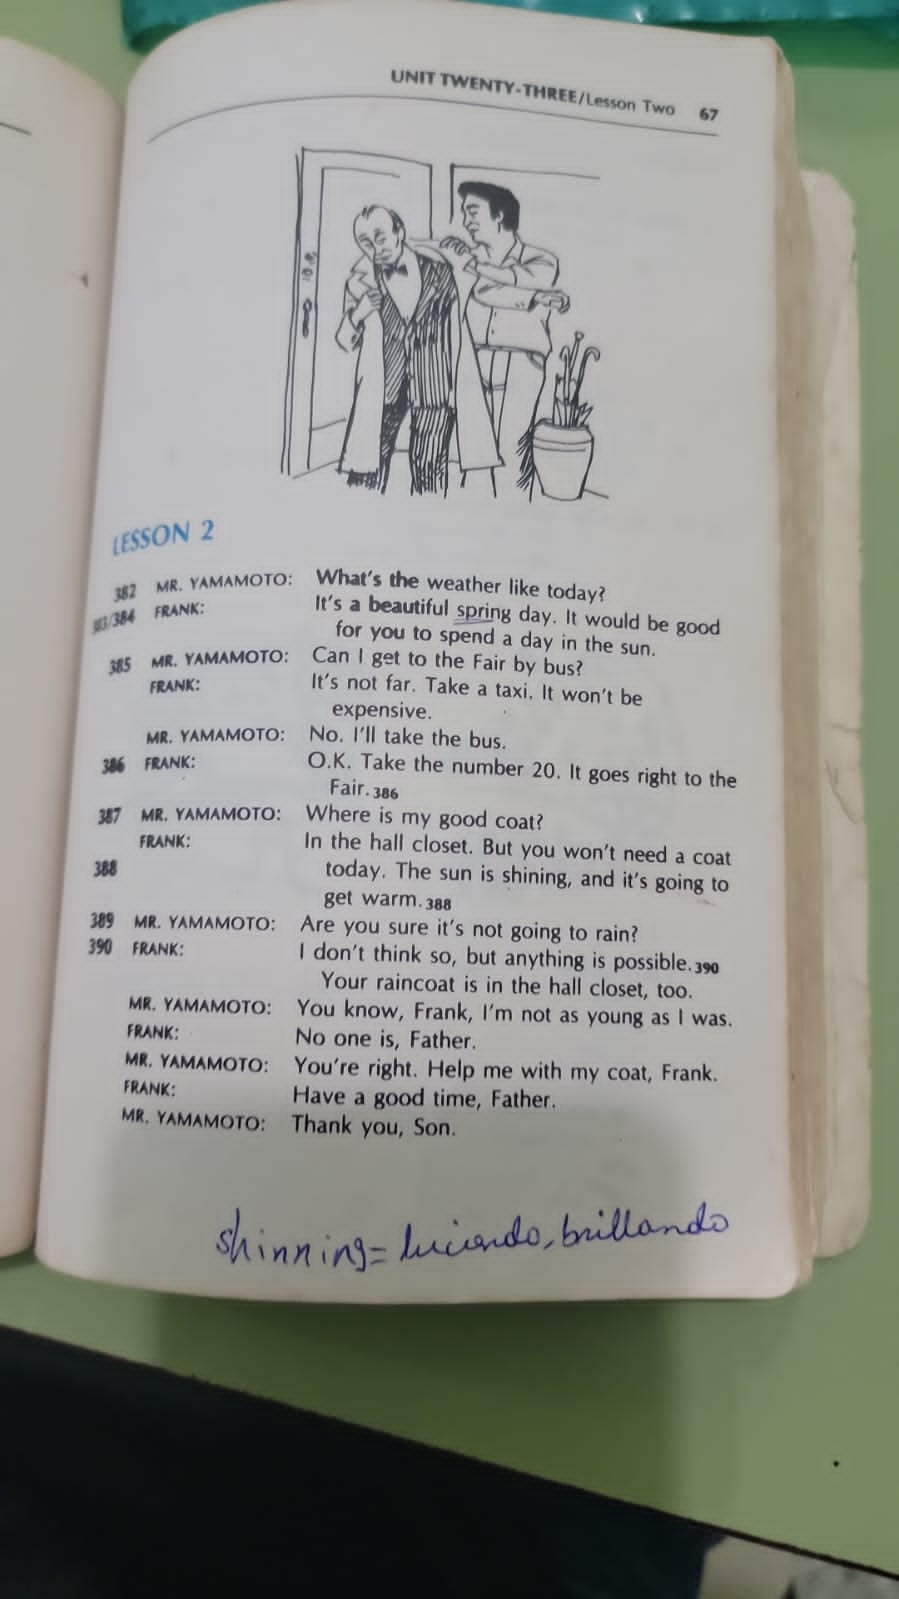 UNIT TWENTY-THREE/Lesson Two 67
LESSON 2
382 MR. YAMAMOTO: What's the weather like today?
383/384 FRANK: It's a beautiful spring day. It would be good
for you to spend a day in the sun.
385 MR. YAMAMOTO: Can I get to the Fair by bus?
FRANK: It's not far. Take a taxi. It won't be
expensive.
MR. YAMAMOTO: No. I'll take the bus.
386 FRANK: O.K. Take the number 20. It goes right to the
Fair. 386
387 MR. YAMAMOTO: Where is my good coat?
FRANK: In the hall closet. But you won't need a coat
388 today. The sun is shining, and it's going to
get warm. 388
389 MR. YAMAMOTO: Are you sure it's not going to rain?
390 FRANK: I don't think so, but anything is possible. 390
Your raincoat is in the hall closet, too.
MR. YAMAMOTO: You know, Frank, I'm not as young as I was.
FRANK: No one is, Father.
MR. YAMAMOTO: You're right. Help me with my coat, Frank.
FRANK: Have a good time, Father.
MR. YAMAMOTO: Thank you, Son.
shinning= luciendo, brillando